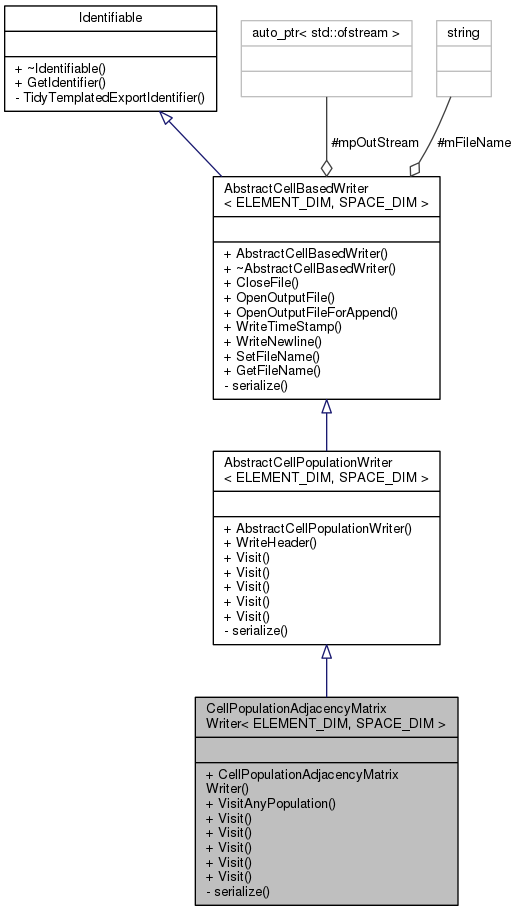 Identifiable
+ ~Identifiable()
+ GetIdentifier()
- TidyTemplatedExportIdentifier()
auto_ptr< std::ofstream >
string
#mpOutStream
#mFileName
AbstractCellBasedWriter
< ELEMENT_DIM, SPACE_DIM >
+ AbstractCellBasedWriter()
+ ~AbstractCellBasedWriter()
+ CloseFile()
+ OpenOutputFile()
+ OpenOutputFileForAppend()
+ WriteTimeStamp()
+ WriteNewline()
+ SetFileName()
+ GetFileName()
- serialize()
AbstractCellPopulationWriter
< ELEMENT_DIM, SPACE_DIM >
+ AbstractCellPopulationWriter()
+ WriteHeader()
+ Visit()
+ Visit()
+ Visit()
+ Visit()
+ Visit()
- serialize()
CellPopulationAdjacencyMatrix
Writer< ELEMENT_DIM, SPACE_DIM >
+ CellPopulationAdjacencyMatrix
Writer()
+ VisitAnyPopulation()
+ Visit()
+ Visit()
+ Visit()
+ Visit()
+ Visit()
- serialize()